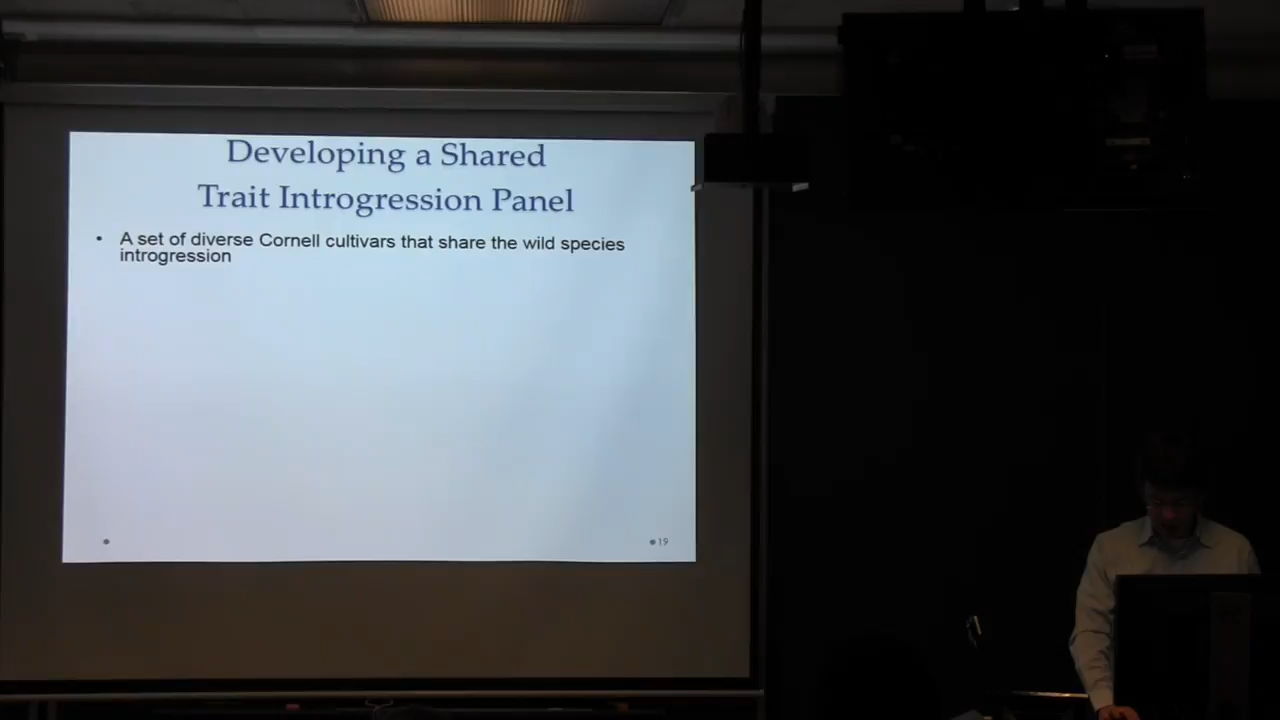 Developing a Shared
Trait Introgression Panel
• A set of diverse Cornell cultivars that share the wild species
introgression
19